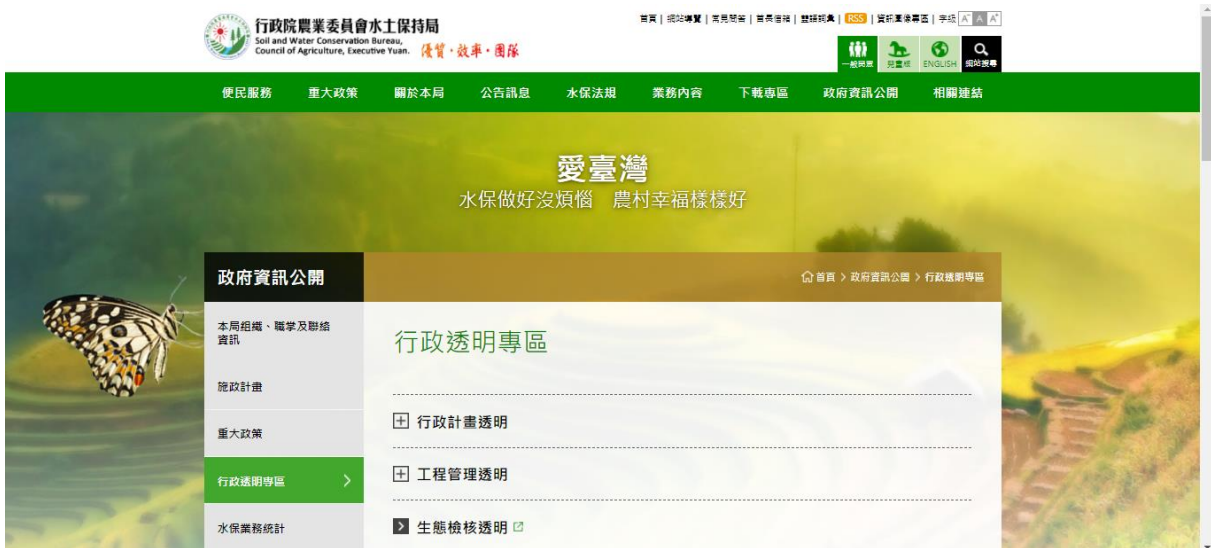 行政院農業委員會水土保持局
Soil and Water Conservation Bureau,
Council of Agriculture, Executive Yuan.
優質·效率·團隊
首頁 | 網站導覽 | 常見問答 | 首長信箱 | 雙語詞彙 | RSS | 資訊圖像專區 | 字級 A- A A+
一般民眾 兒童版 ENGLISH 網站搜尋
便民服務 重大政策 關於本局 公告訊息 水保法規 業務內容 下載專區 政府資訊公開 相關連結
愛臺灣
水保做好沒煩惱 農村幸福樣樣好
政府資訊公開
首頁 > 政府資訊公開 > 行政透明專區
本局組織、職掌及聯絡
資訊
施政計畫
重大政策
行政透明專區
水保業務統計
行政透明專區
行政計畫透明
工程管理透明
生態檢核透明